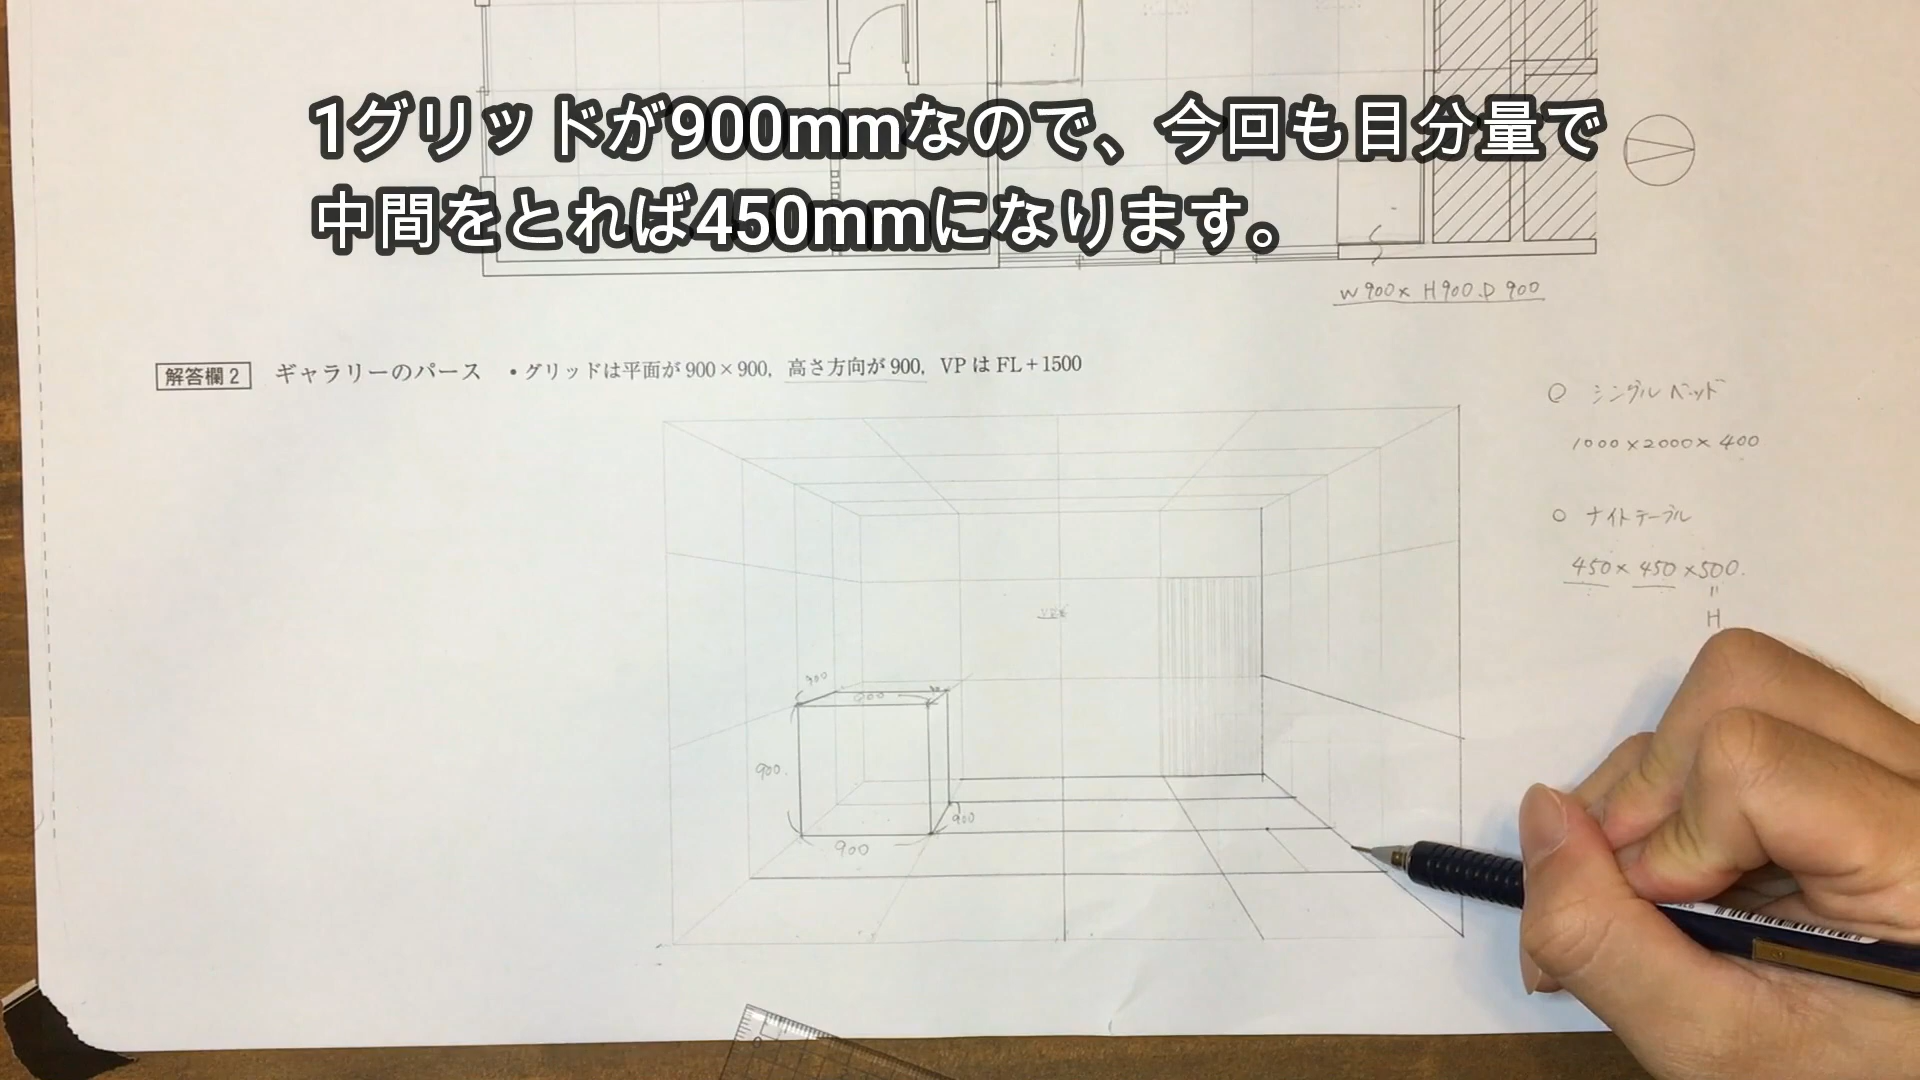 1グリッドが900mmなので、今回も目分量で
中間をとれば450mmになります。
W900× H900.D 900
解答欄2 ギャラリーのパース ・グリッドは平面が900×900, 高さ方向が900, VPはFL+1500
シングルベッド
1000×2000×400
ナイトテーブル
450×450×500.
"
H
VP
900
900
900.
900
900